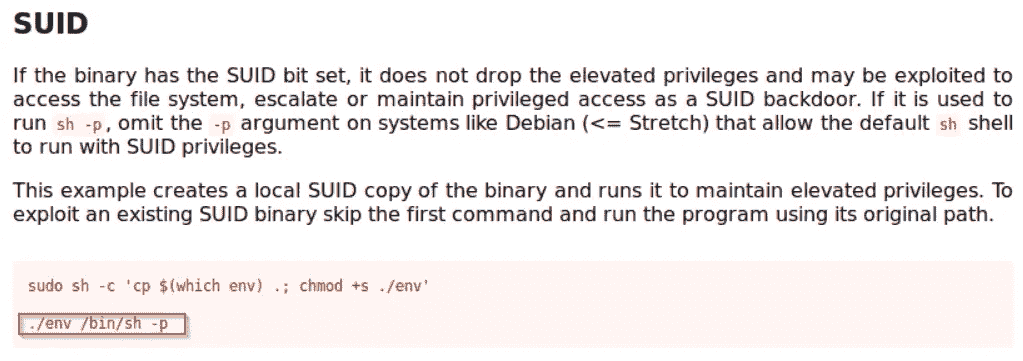 SUID
If the binary has the SUID bit set, it does not drop the elevated privileges and may be exploited to
access the file system, escalate or maintain privileged access as a SUID backdoor. If it is used to
run sh -p, omit the -p argument on systems like Debian (<= Stretch) that allow the default sh shell
to run with SUID privileges.
This example creates a local SUID copy of the binary and runs it to maintain elevated privileges. To
exploit an existing SUID binary skip the first command and run the program using its original path.
sudo sh -c 'cp $(which env) .; chmod +s ./env'
./env /bin/sh -p